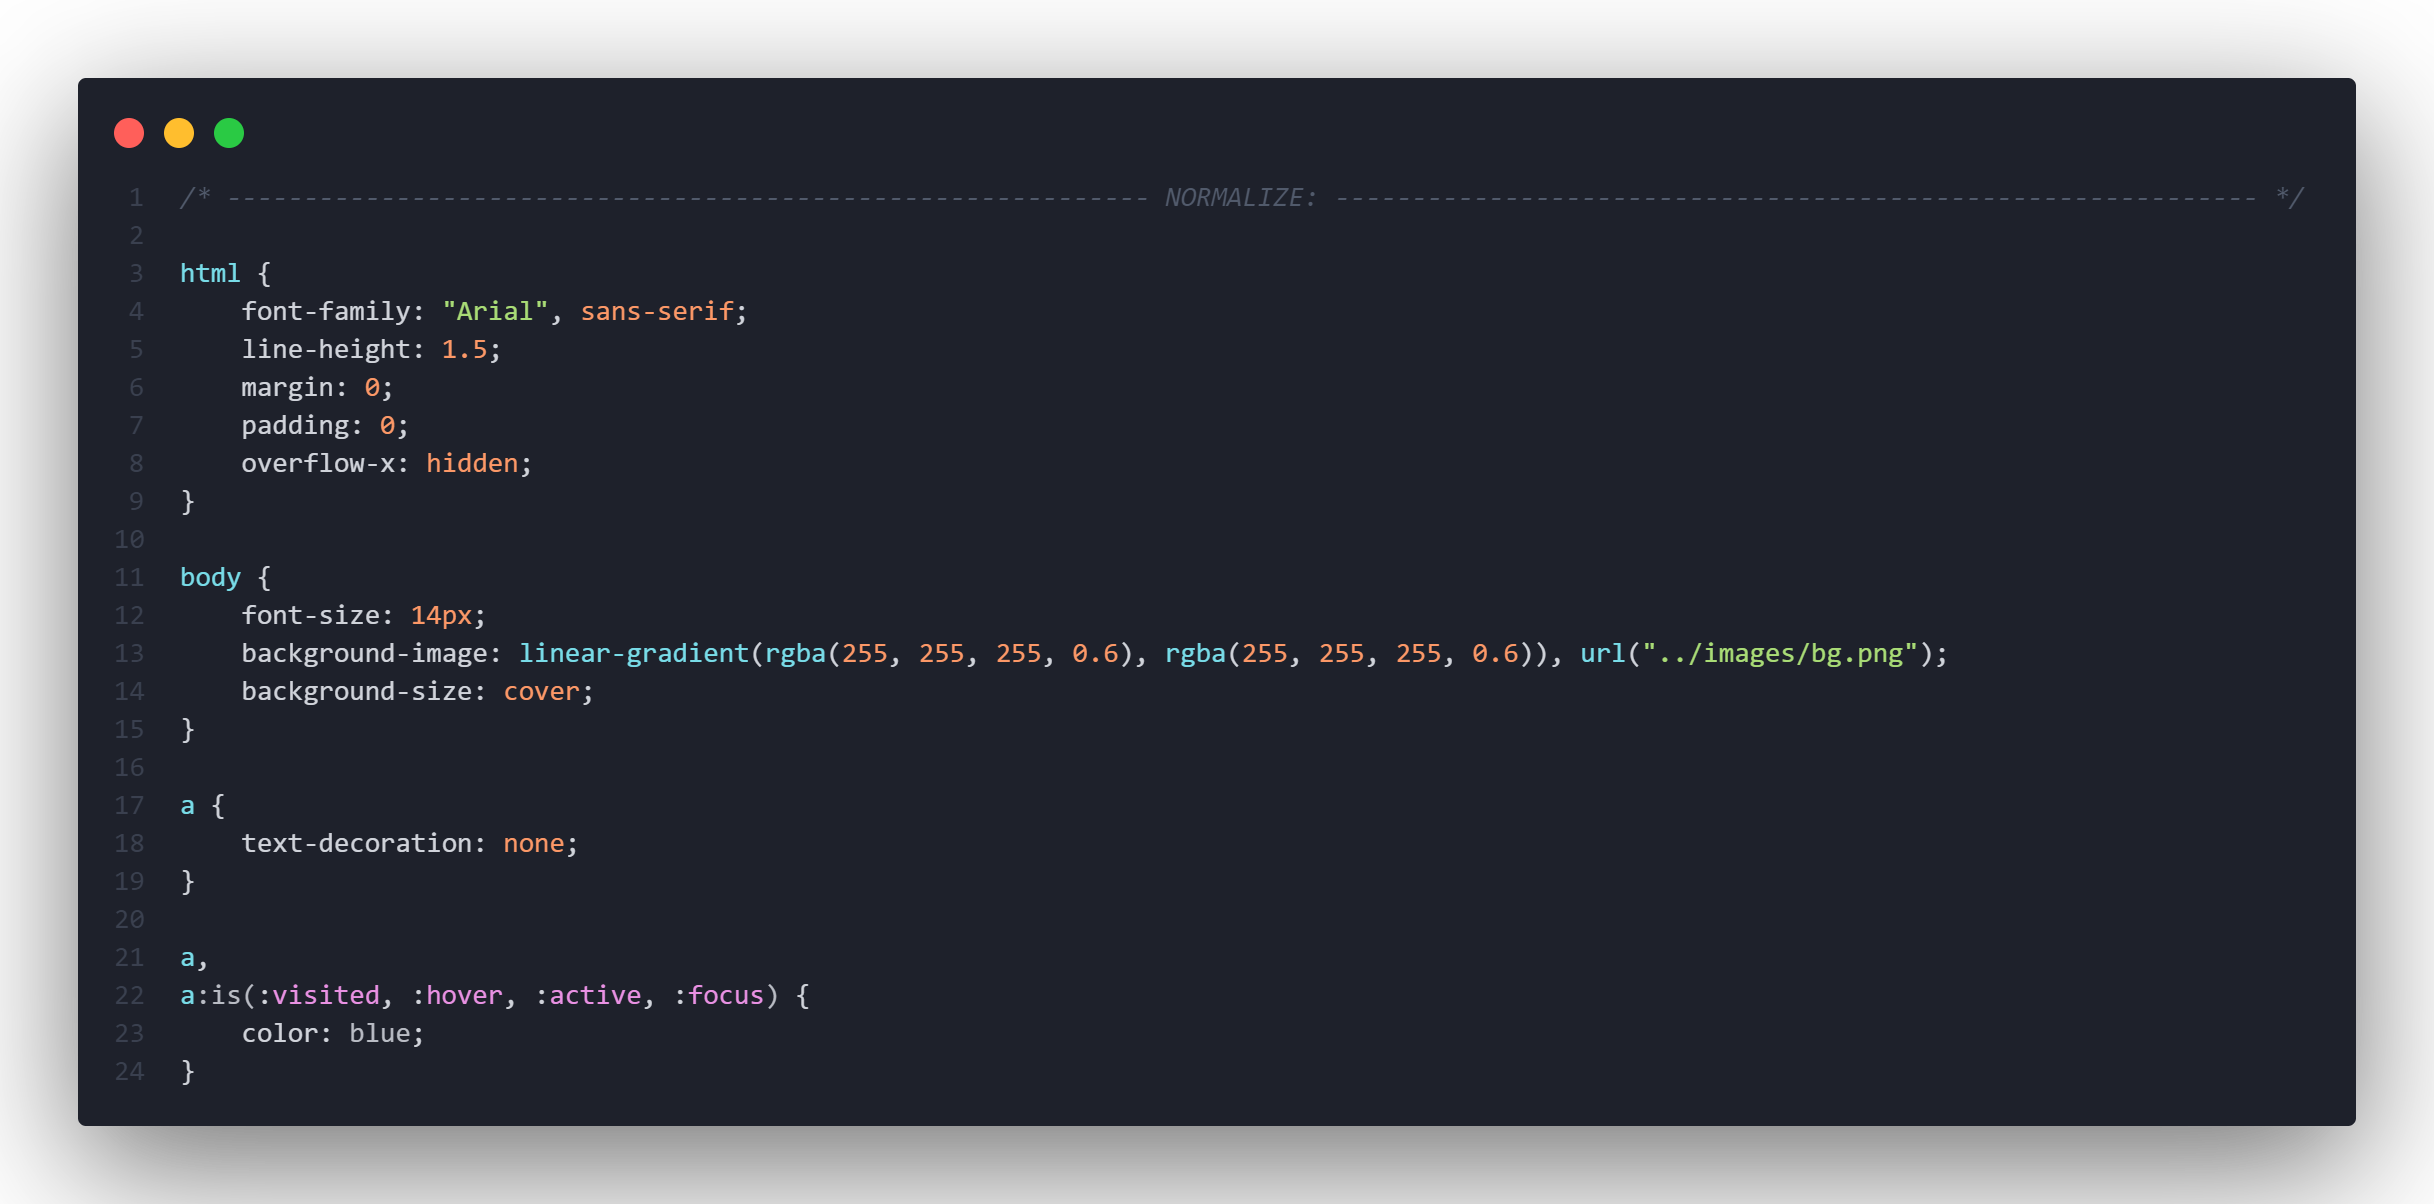 1 /* ------------------------------------------------------------ NORMALIZE: ------------------------------------------------------------ */
2
3 html {
4     font-family: "Arial", sans-serif;
5     line-height: 1.5;
6     margin: 0;
7     padding: 0;
8     overflow-x: hidden;
9 }
10
11 body {
12     font-size: 14px;
13     background-image: linear-gradient(rgba(255, 255, 255, 0.6), rgba(255, 255, 255, 0.6)), url("../images/bg.png");
14     background-size: cover;
15 }
16
17 a {
18     text-decoration: none;
19 }
20
21 a,
22 a:is(:visited, :hover, :active, :focus) {
23     color: blue;
24 }